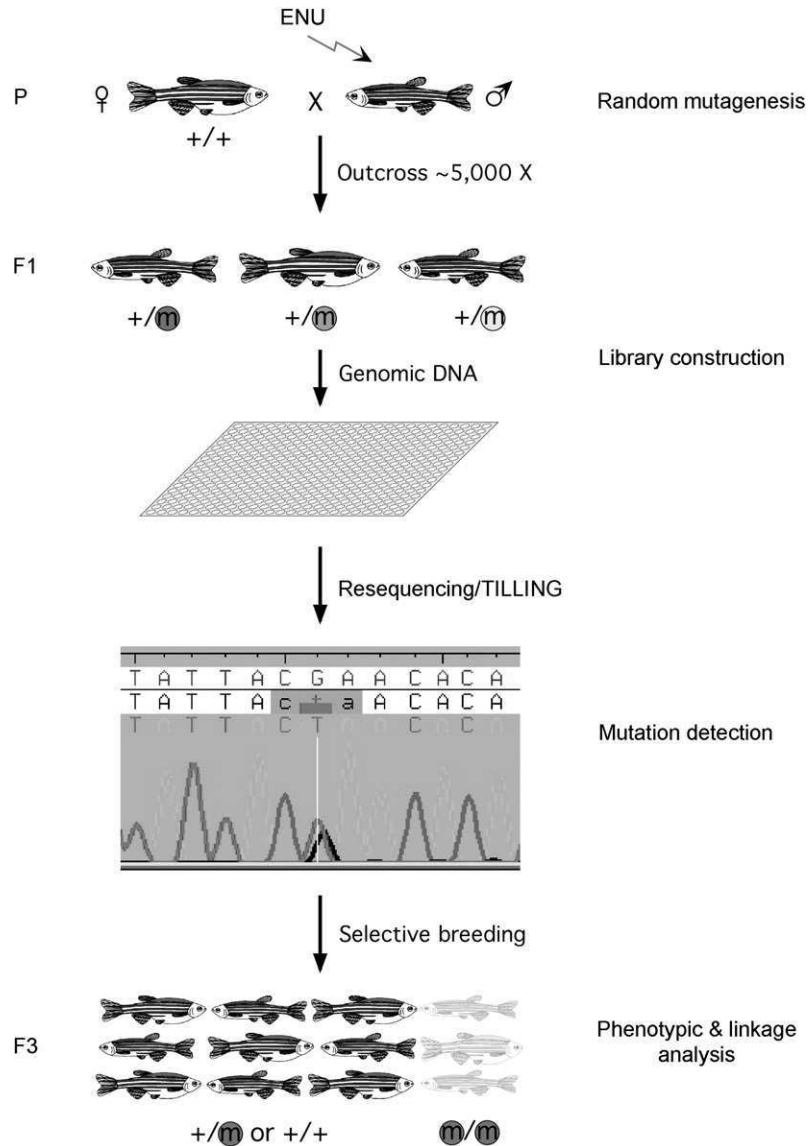 ENU
P ♀ X ♂ Random mutagenesis
+/+
Outcross ~5,000 X
F1
+/m +/m +/m
Library construction
Genomic DNA
Resequencing/TILLING
T A T T A C G A A C A C A
T A T T A c t a A C A C A
T A T T A C T A A C A C A
Mutation detection
Selective breeding
F3
Phenotypic & linkage
analysis
+/m or +/+ m/m